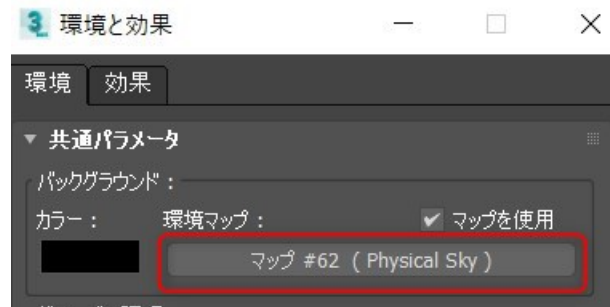 環境と効果
環境 効果
共通パラメータ
バックグラウンド:
カラー: 環境マップ: マップを使用
マップ #62 ( Physical Sky )